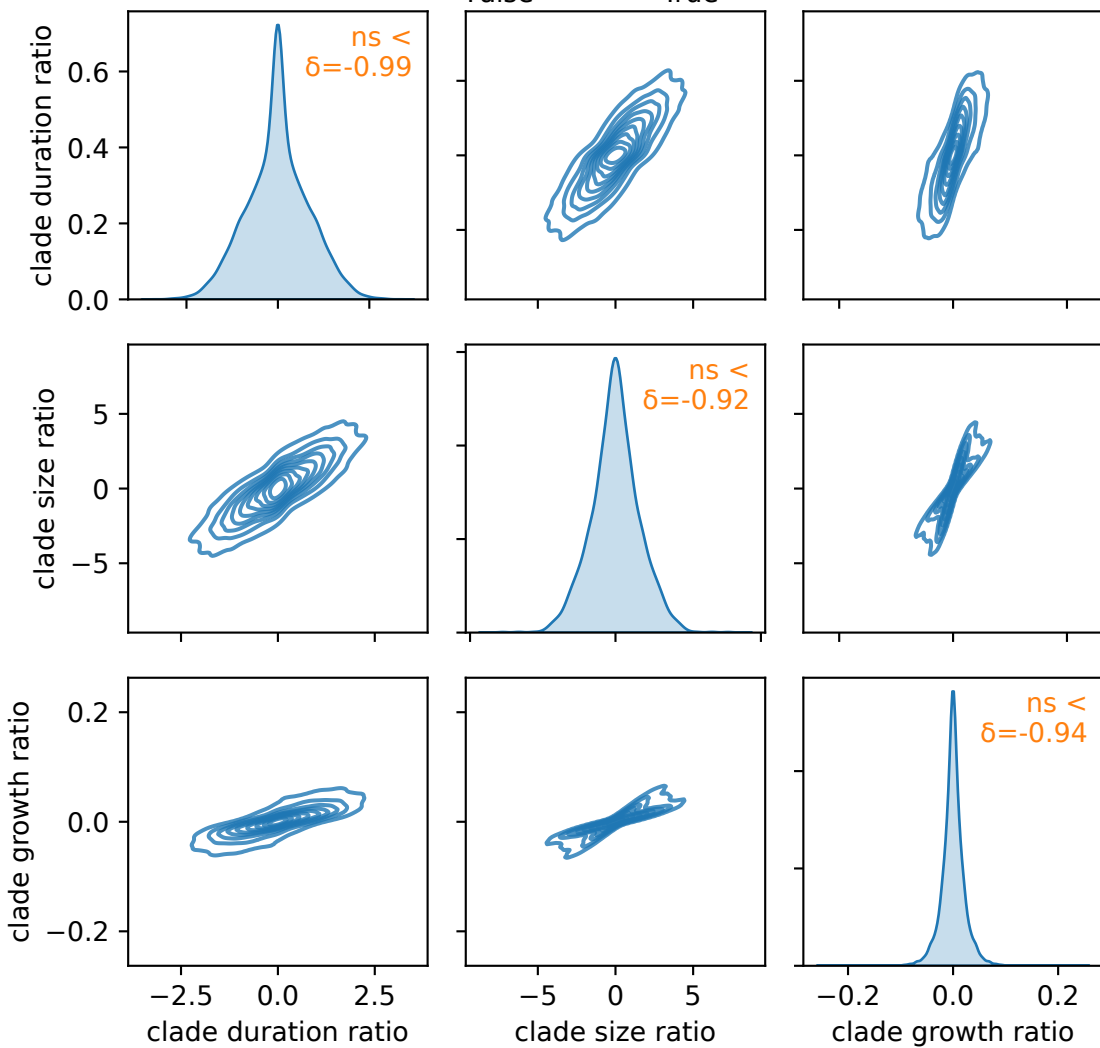 clade duration ratio
0.6
0.4
0.2
0.0
ns <
δ=-0.99
clade size ratio
5
0
−5
ns <
δ=-0.92
clade growth ratio
0.2
0.0
−0.2
ns <
δ=-0.94
−2.5 0.0 2.5
clade duration ratio
−5 0 5
clade size ratio
−0.2 0.0 0.2
clade growth ratio